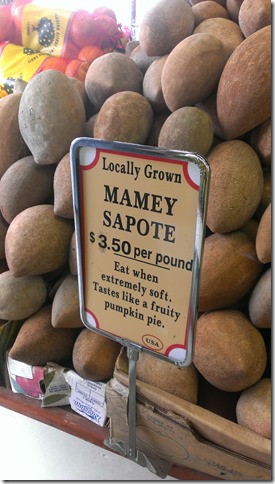 Locally Grown
MAMEY
SAPOTE
$3.50 per pound
Eat when
extremely soft.
Tastes like a fruity
pumpkin pie.
USA